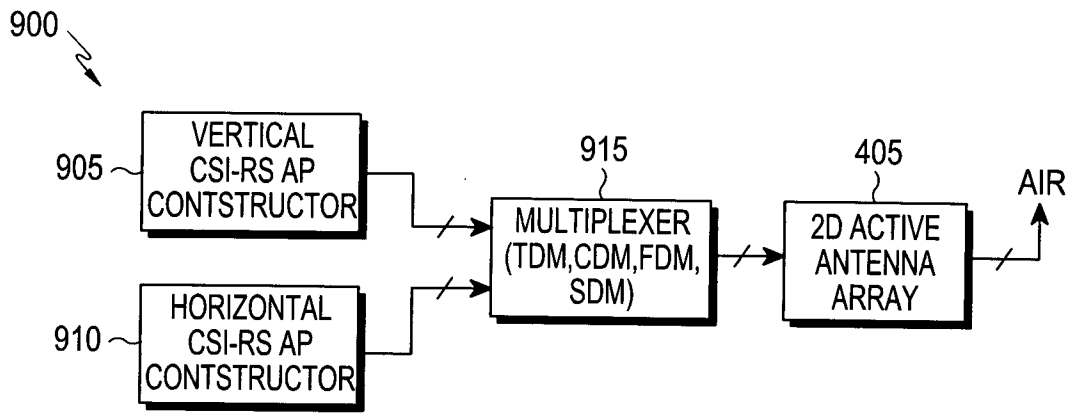 900
905
VERTICAL
CSI-RS AP
CONTSTRUCTOR
910
HORIZONTAL
CSI-RS AP
CONTSTRUCTOR
915
MULTIPLEXER
(TDM,CDM,FDM,
SDM)
405
2D ACTIVE
ANTENNA
ARRAY
AIR